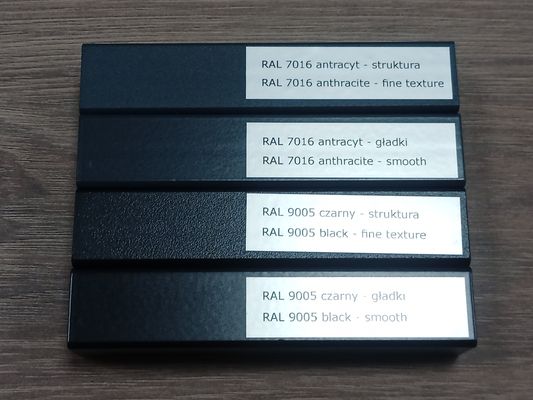 RAL 7016 antracyt - struktura
RAL 7016 anthracite - fine texture
RAL 7016 antracyt - gładki
RAL 7016 anthracite - smooth
RAL 9005 czarny - struktura
RAL 9005 black - fine texture
RAL 9005 czarny - gładki
RAL 9005 black - smooth